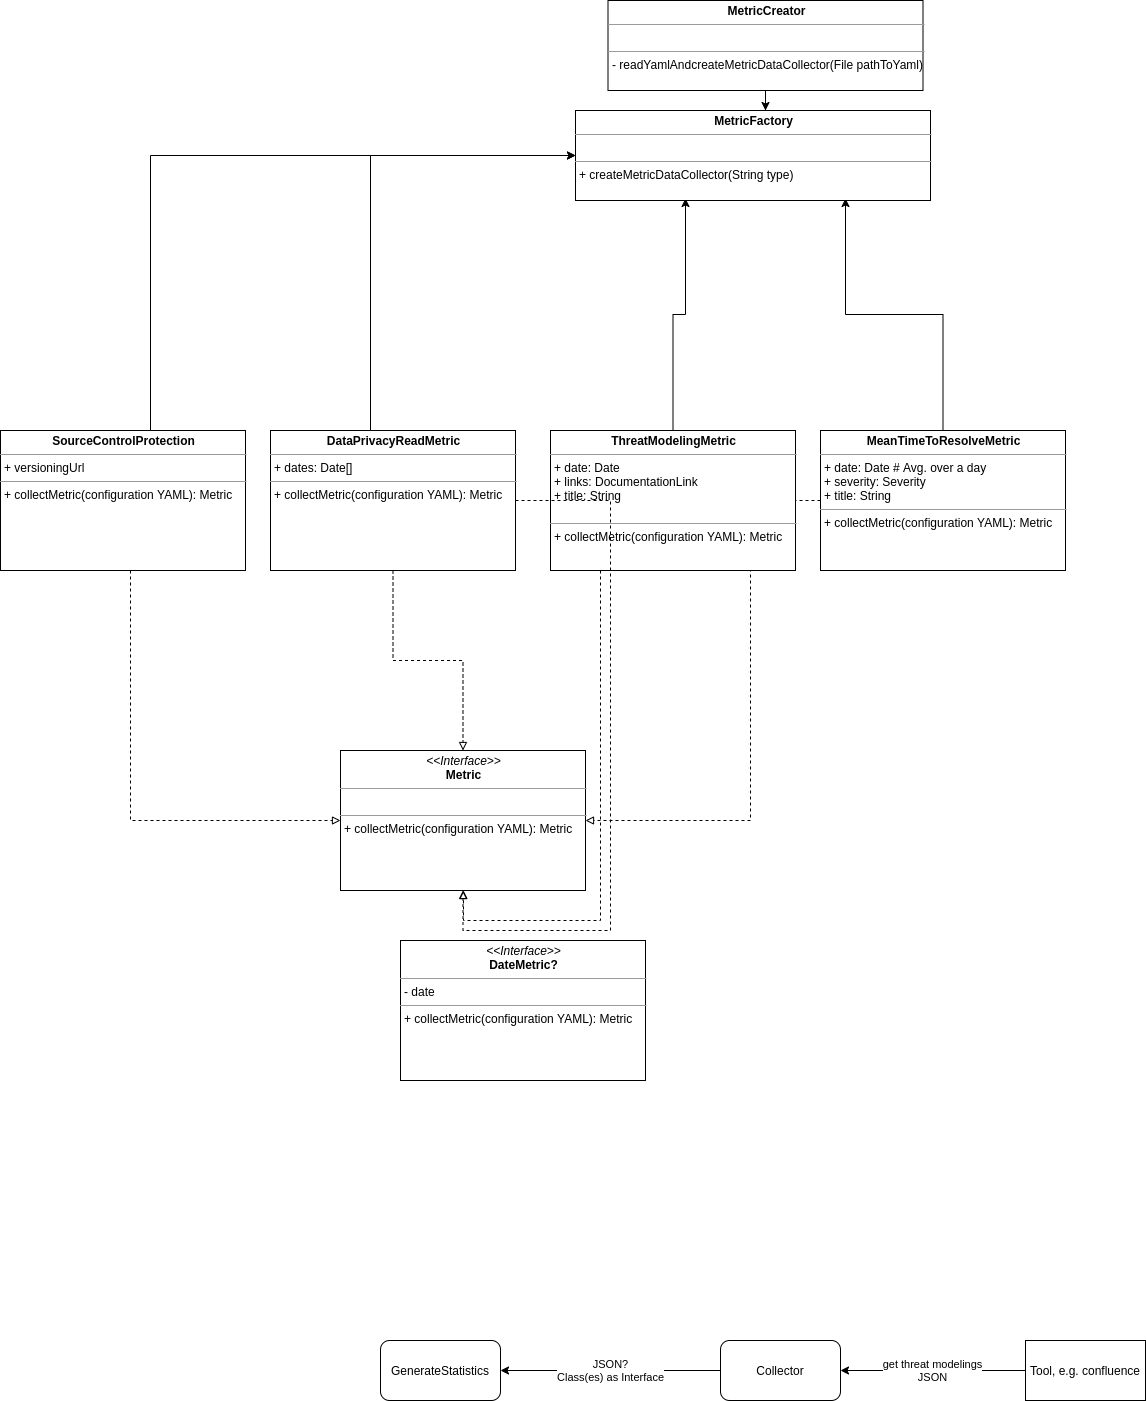 MetricCreator
- readYamlAndcreateMetricDataCollector(File pathToYaml)
MetricFactory
+ createMetricDataCollector(String type)
SourceControlProtection
+ versioningUrl
+ collectMetric(configuration YAML): Metric
DataPrivacyReadMetric
+ dates: Date[]
+ collectMetric(configuration YAML): Metric
ThreatModelingMetric
+ date: Date
+ links: DocumentationLink
+ title: String
+ collectMetric(configuration YAML): Metric
MeanTimeToResolveMetric
+ date: Date # Avg. over a day
+ severity: Severity
+ title: String
+ collectMetric(configuration YAML): Metric
<<Interface>>
Metric
+ collectMetric(configuration YAML): Metric
<<Interface>>
DateMetric?
- date
+ collectMetric(configuration YAML): Metric
GenerateStatistics
JSON?
Class(es) as Interface
Collector
get threat modelings
JSON
Tool, e.g. confluence